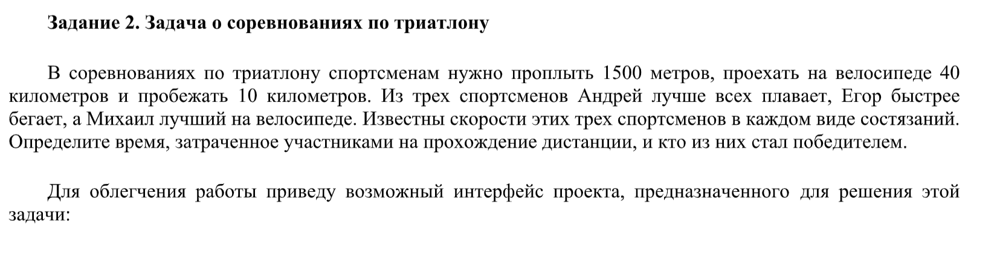 Задание 2. Задача о соревнованиях по триатлону
В соревнованиях по триатлону спортсменам нужно проплыть 1500 метров, проехать на велосипеде 40
километров и пробежать 10 километров. Из трех спортсменов Андрей лучше всех плавает, Егор быстрее
бегает, а Михаил лучший на велосипеде. Известны скорости этих трех спортсменов в каждом виде состязаний.
Определите время, затраченное участниками на прохождение дистанции, и кто из них стал победителем.
Для облегчения работы приведу возможный интерфейс проекта, предназначенного для решения этой
задачи: